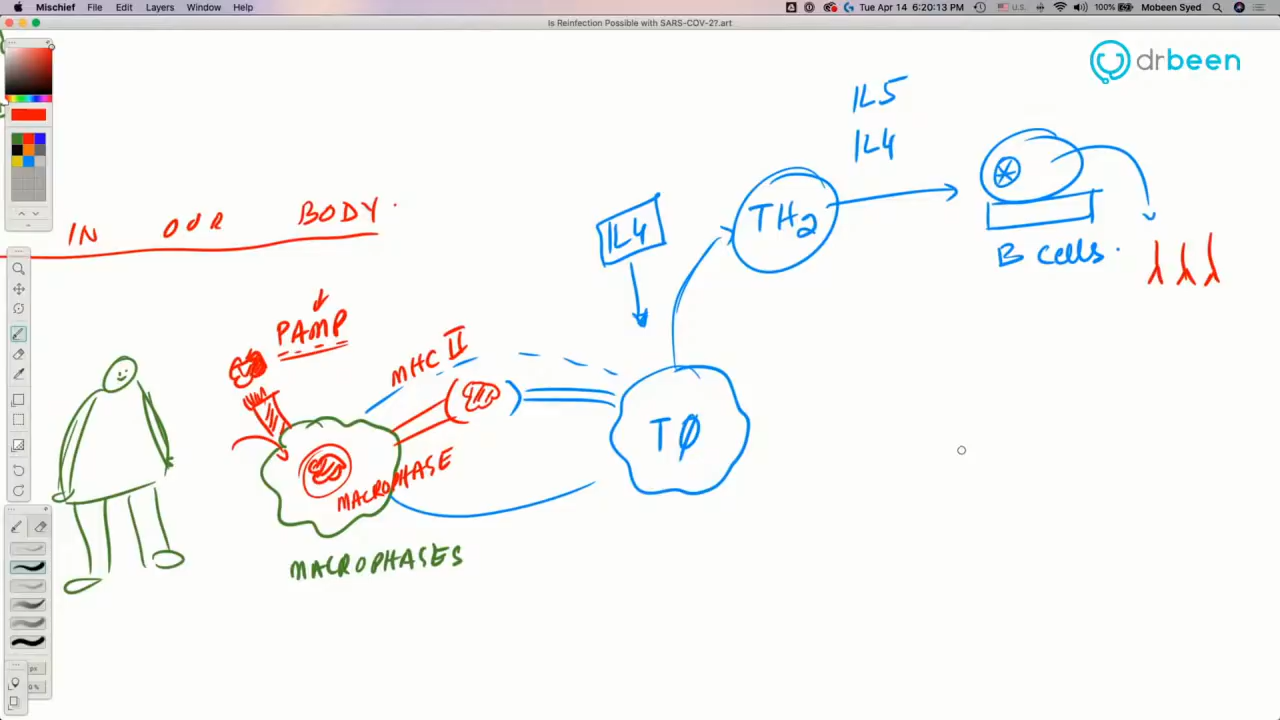 Mischief File Edit Layers Window Help
Tue Apr 14 6:20:13 PM 100% Mobeen Syed
Is Reinfection Possible with SARS-COV-2?.art
drbeen
IL5
IL4
IN OUR BODY.
IL4
TH2
B cells.
PAMP
MHC II
TØ
MACROPHASE
MACROPHASES
px
0 %